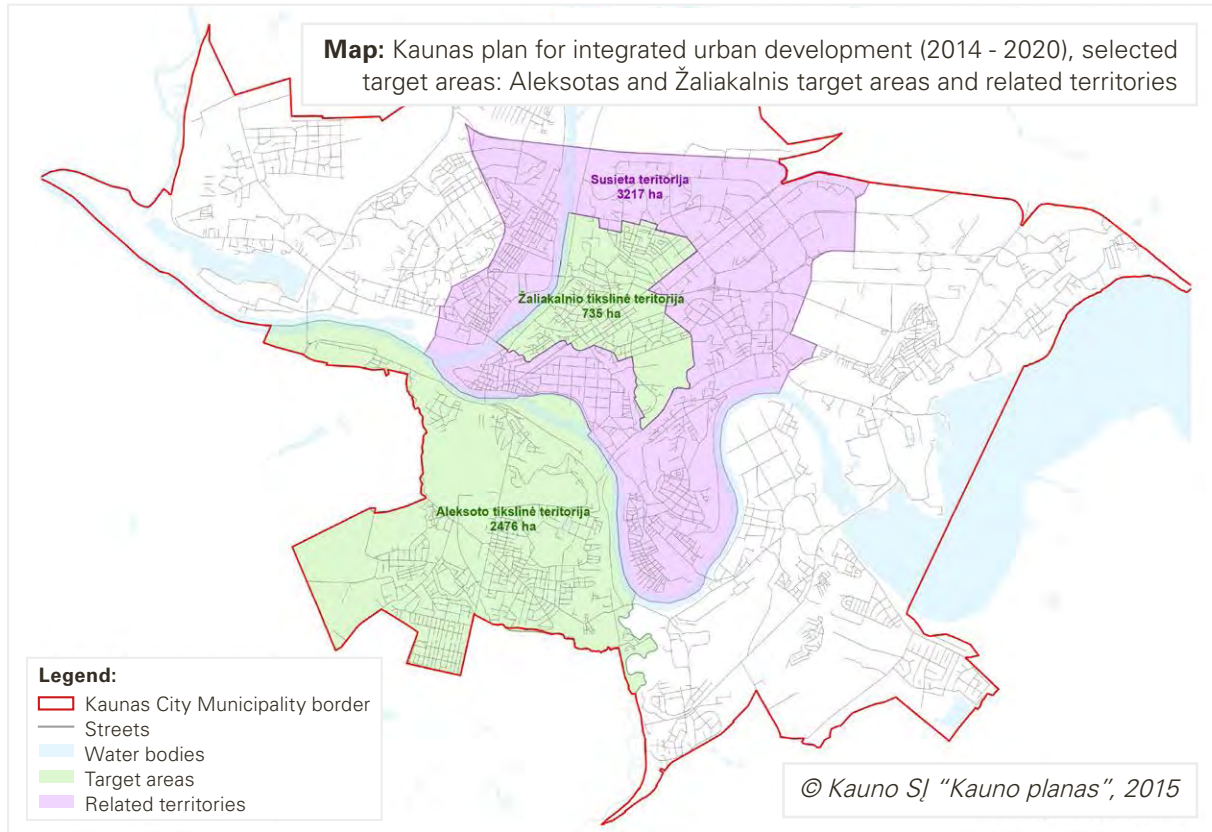 Map: Kaunas plan for integrated urban development (2014 - 2020), selected
target areas: Aleksotas and Žaliakalnis target areas and related territories
Susieta teritorija
3217 ha
Žaliakalnio tikslinė teritorija
735 ha
Aleksoto tikslinė teritorija
2476 ha
Legend:
Kaunas City Municipality border
Streets
Water bodies
Target areas
Related territories
© Kauno SĮ “Kauno planas”, 2015